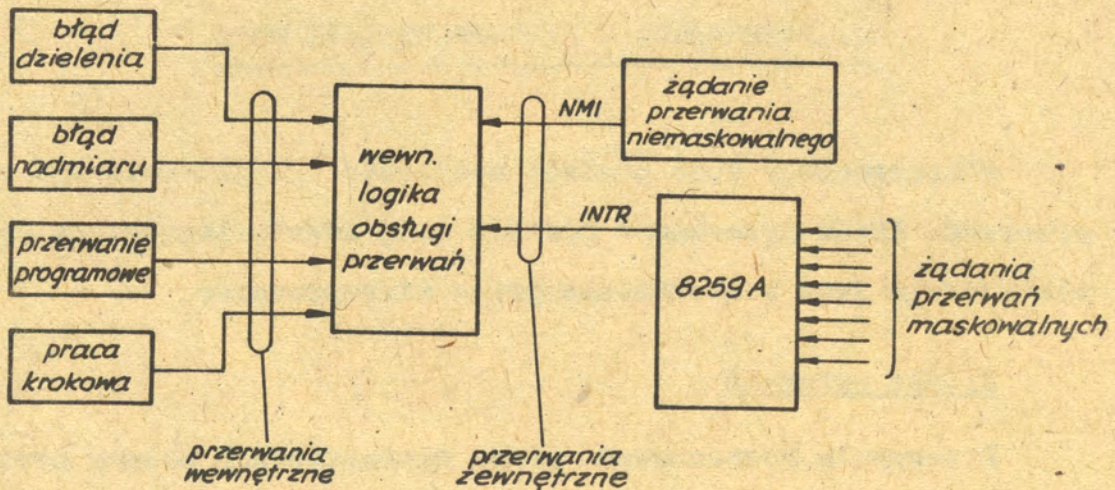 błąd
dzielenia
błąd
nadmiaru
przerwanie
programowe
praca
krokowa
wewn.
logika
obsługi
przerwań
NMI
żądanie
przerwania
niemaskowalnego
INTR
8259A
żądania
przerwań
maskowalnych
przerwania
wewnętrzne
przerwania
zewnętrzne